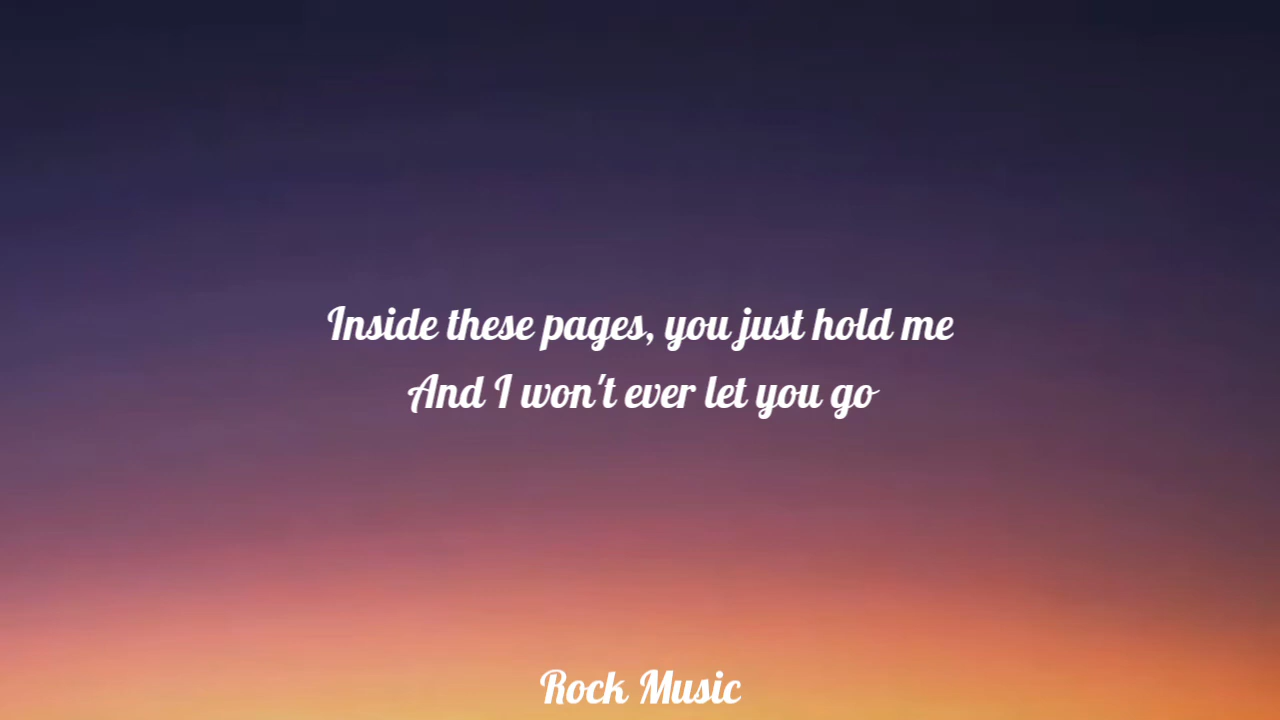 Inside these pages, you just hold me
And I won't ever let you go
Rock Music